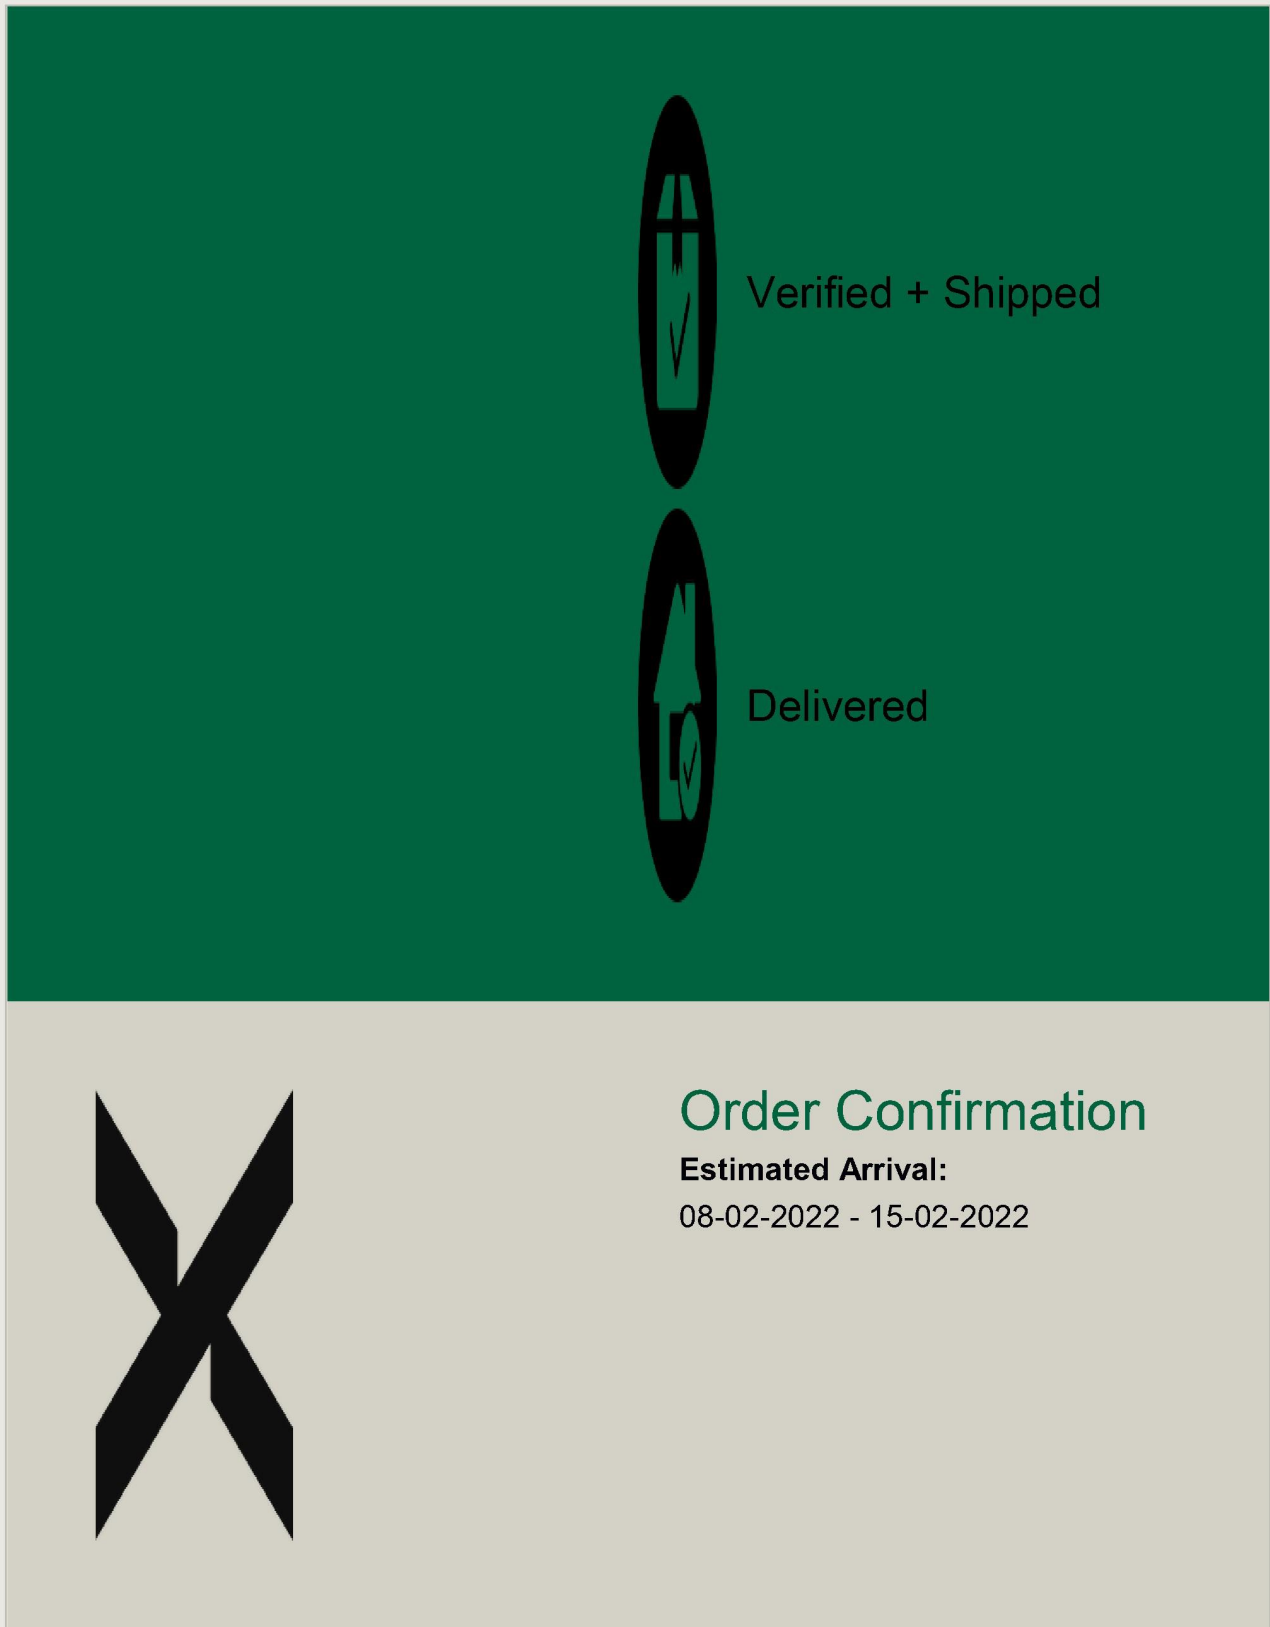 Verified + Shipped
Delivered
Order Confirmation
Estimated Arrival:
08-02-2022 - 15-02-2022